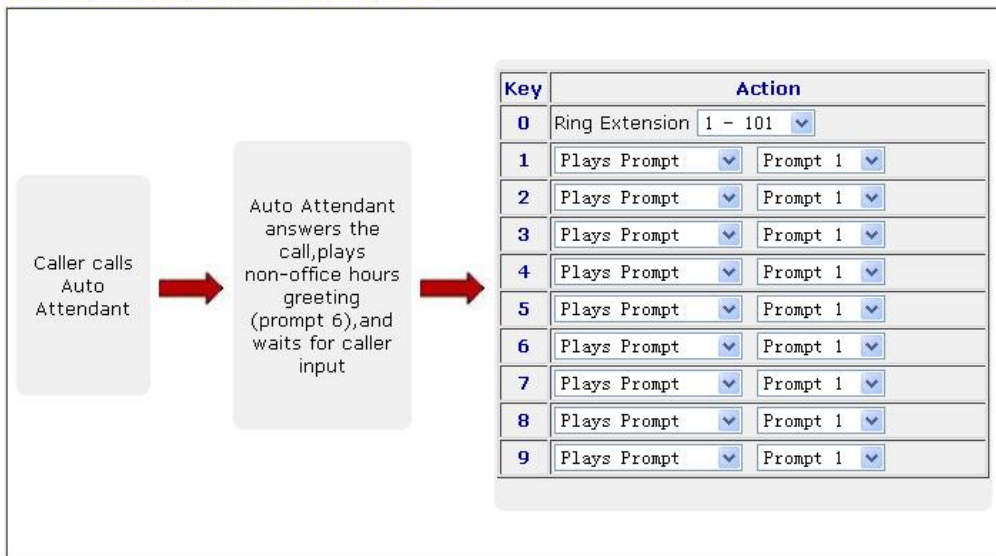 Caller calls
Auto
Attendant
Auto Attendant
answers the
call,plays
non-office hours
greeting
(prompt 6),and
waits for caller
input
Key Action
0 Ring Extension 1 - 101
1 Plays Prompt Prompt 1
2 Plays Prompt Prompt 1
3 Plays Prompt Prompt 1
4 Plays Prompt Prompt 1
5 Plays Prompt Prompt 1
6 Plays Prompt Prompt 1
7 Plays Prompt Prompt 1
8 Plays Prompt Prompt 1
9 Plays Prompt Prompt 1